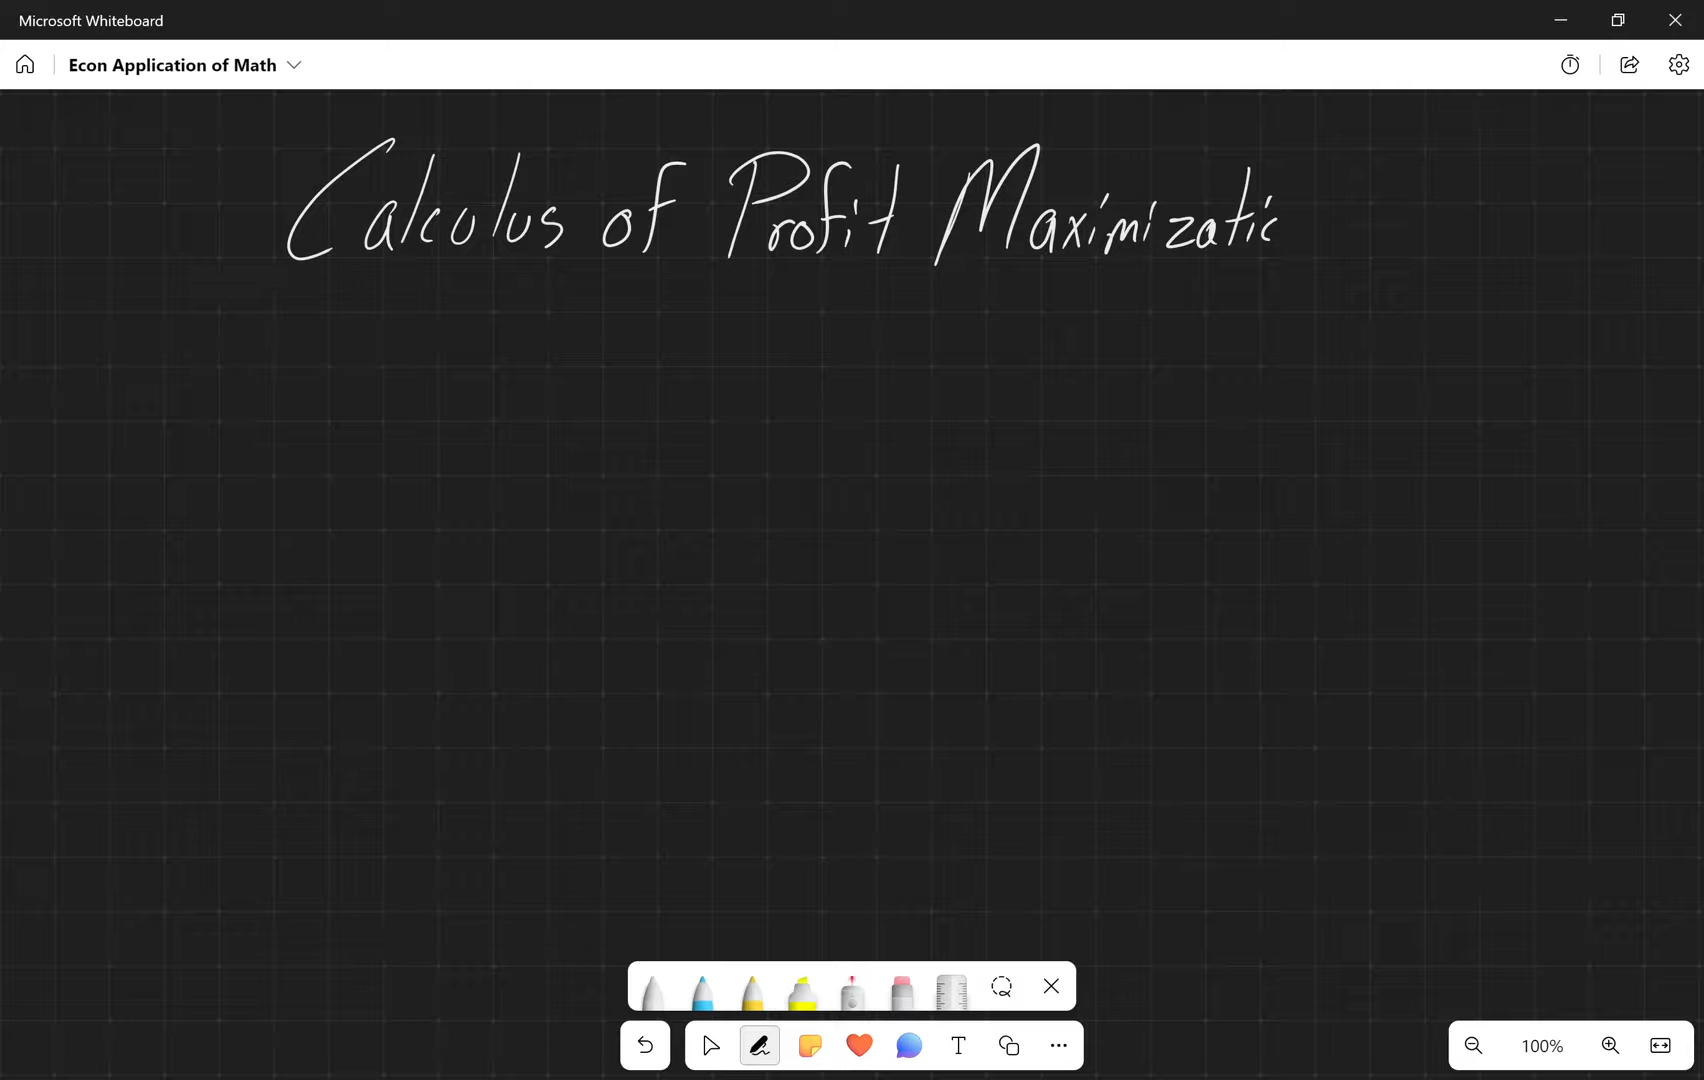 Microsoft Whiteboard
Econ Application of Math
Calculus of Profit Maximizatic
100%